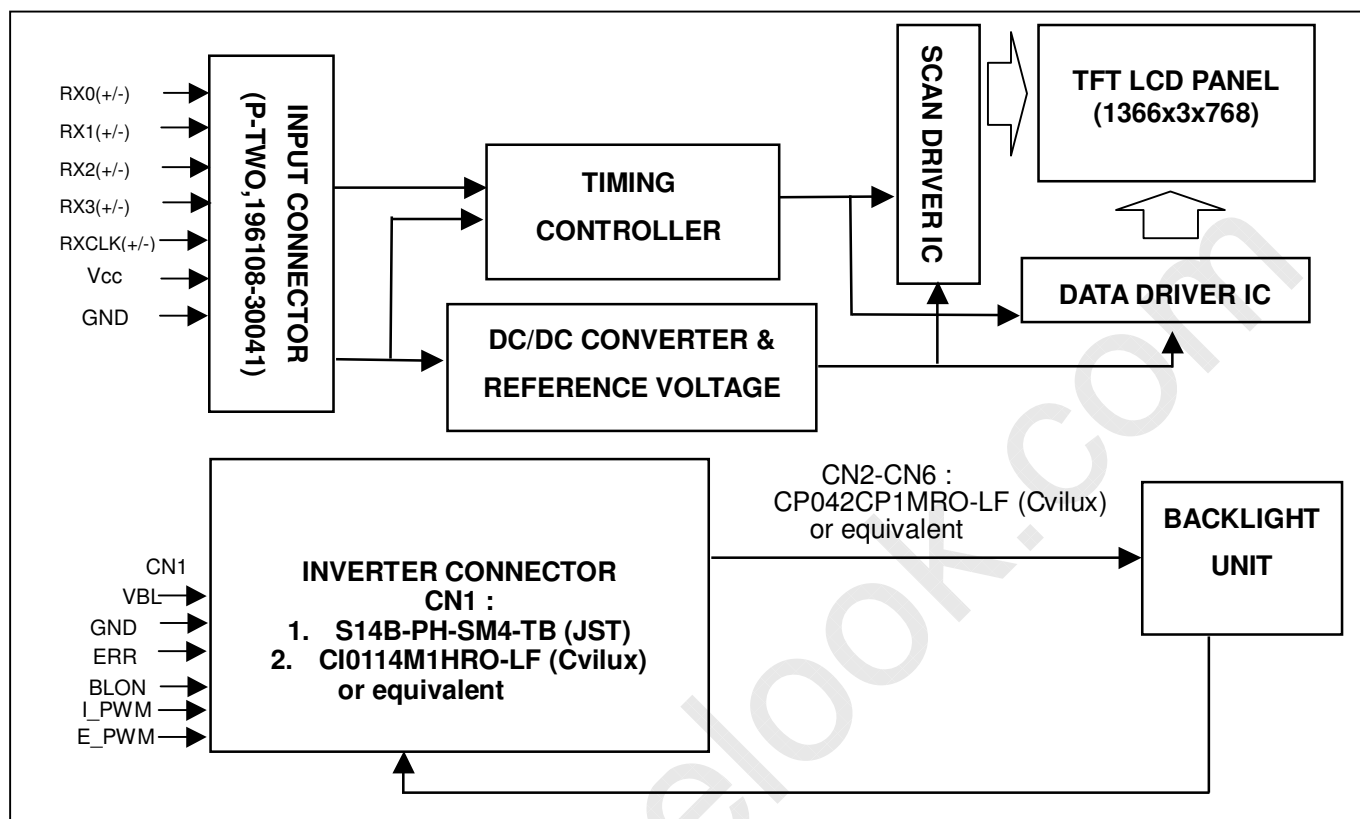 RX0(+/-)
RX1(+/-)
RX2(+/-)
RX3(+/-)
RXCLK(+/-)
Vcc
GND
INPUT CONNECTOR
(P-TWO,196108-30041)
TIMING
CONTROLLER
DC/DC CONVERTER &
REFERENCE VOLTAGE
SCAN DRIVER IC
TFT LCD PANEL
(1366x3x768)
DATA DRIVER IC
CN1
VBL
GND
ERR
BLON
I_PWM
E_PWM
INVERTER CONNECTOR
CN1 :
1. S14B-PH-SM4-TB (JST)
2. CI0114M1HRO-LF (Cvilux)
or equivalent
CN2-CN6 :
CP042CP1MRO-LF (Cvilux)
or equivalent
BACKLIGHT
UNIT
elook.com